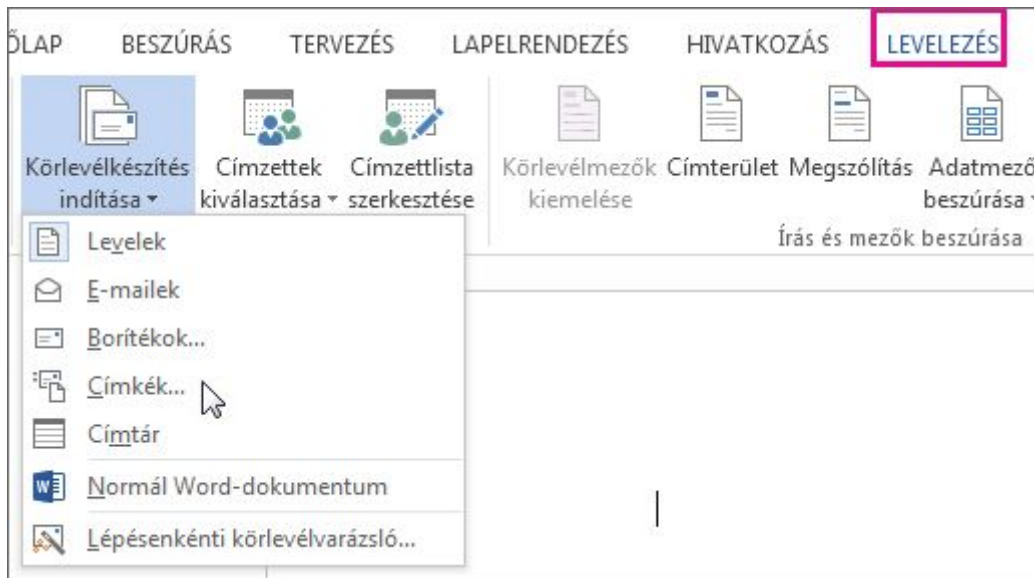 ŐLAP BESZÚRÁS TERVEZÉS LAPELRENDEZÉS HIVATKOZÁS LEVELEZÉS
Körlevélkészítés Címzettek Címzettlista Körlevélmezők Címterület Megszólítás Adatmező
indítása kiválasztása szerkesztése kiemelése beszúrása
Írás és mezők beszúrása
Levelek
E-mailek
Borítékok...
Címkék...
Címtár
Normál Word-dokumentum
Lépésenkénti körlevélvarázsló...